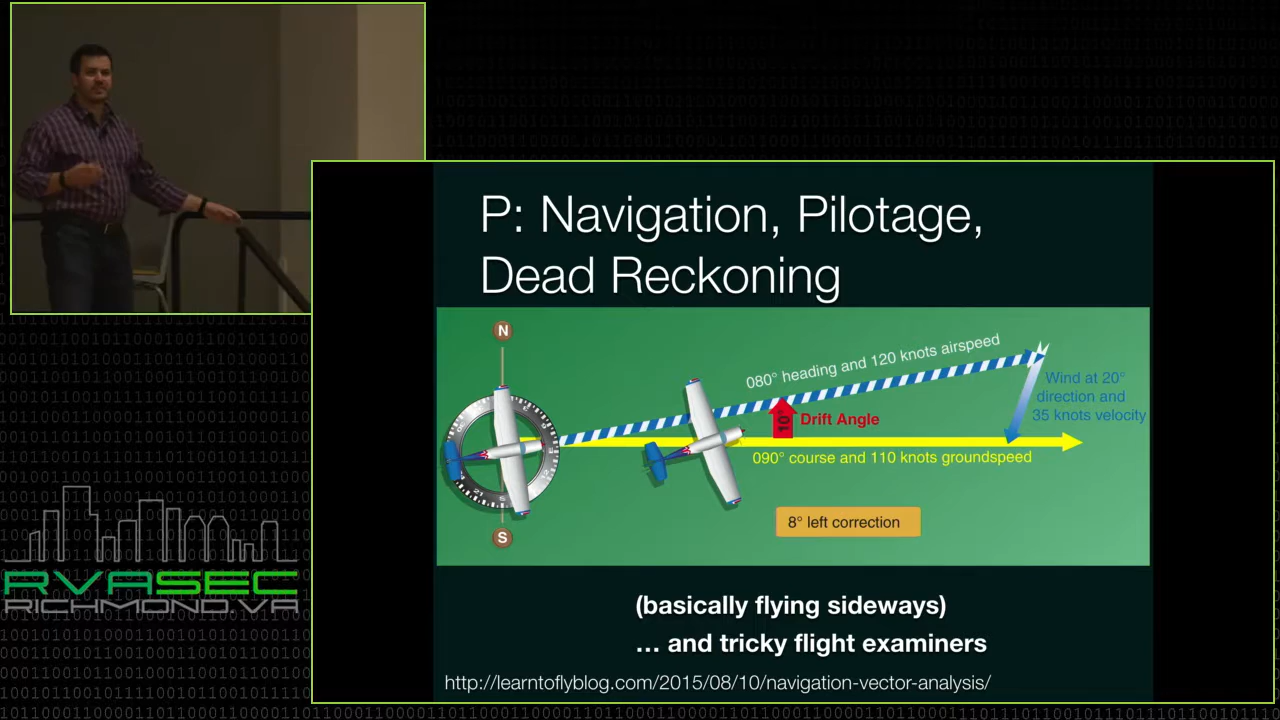 P: Navigation, Pilotage,
Dead Reckoning
N
080° heading and 120 knots airspeed
Wind at 20°
direction and
35 knots velocity
10°
Drift Angle
090° course and 110 knots groundspeed
8° left correction
S
(basically flying sideways)
... and tricky flight examiners
http://learntoflyblog.com/2015/08/10/navigation-vector-analysis/
RVASEC
RICHMOND.VA